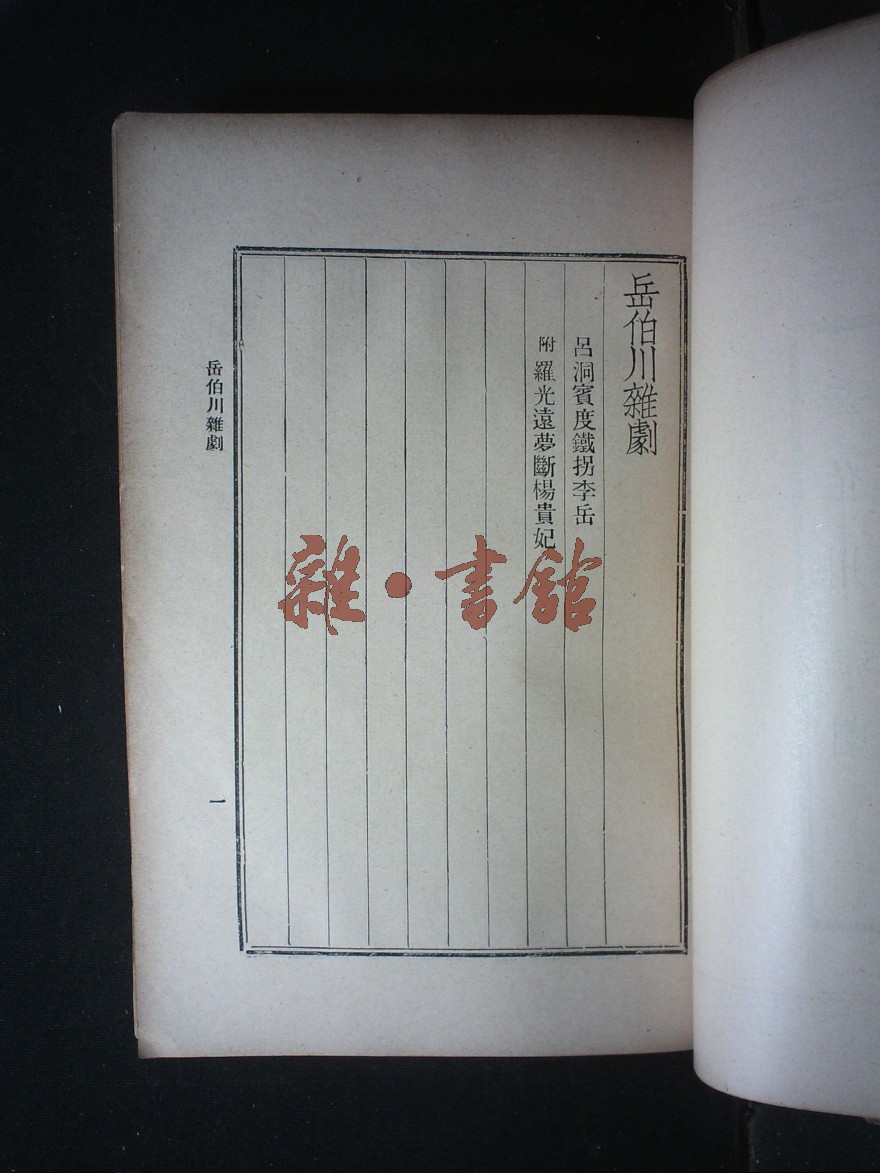 岳伯川雜劇
呂洞賓度鐵拐李岳
附 羅光遠夢斷楊貴妃
岳伯川雜劇
一
雜·書館